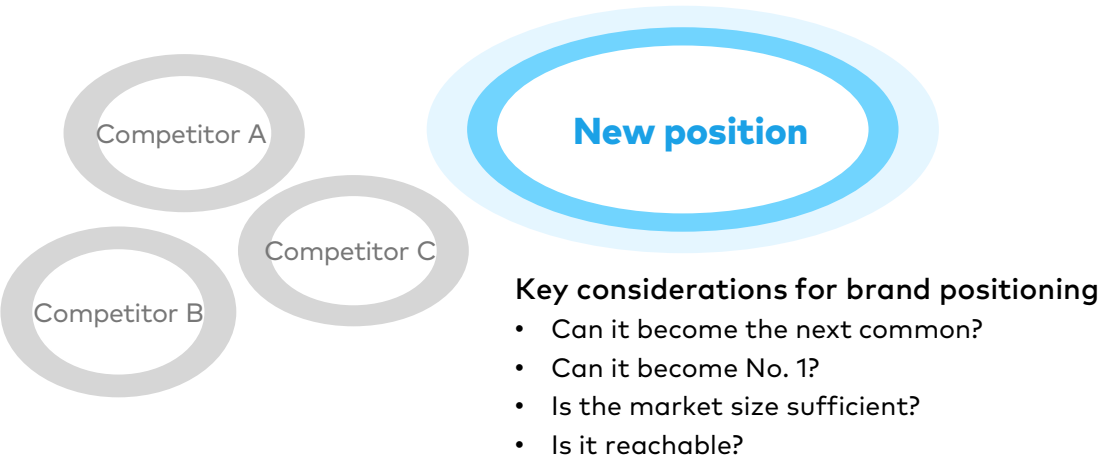 Competitor A
New position
Competitor C
Competitor B
Key considerations for brand positioning
• Can it become the next common?
• Can it become No. 1?
• Is the market size sufficient?
• Is it reachable?